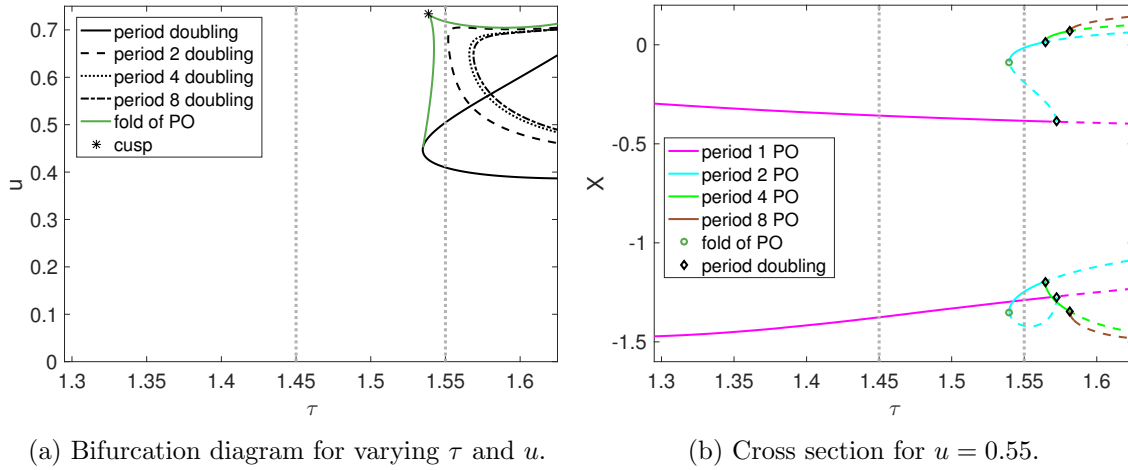 0.7
0.6
0.5
0.4
0.3
0.2
0.1
0
u
period doubling
period 2 doubling
period 4 doubling
period 8 doubling
fold of PO
cusp
1.3 1.35 1.4 1.45 1.5 1.55 1.6
τ
(a) Bifurcation diagram for varying τ and u.
0
-0.5
-1
-1.5
X
period 1 PO
period 2 PO
period 4 PO
period 8 PO
fold of PO
period doubling
1.3 1.35 1.4 1.45 1.5 1.55 1.6
τ
(b) Cross section for u = 0.55.